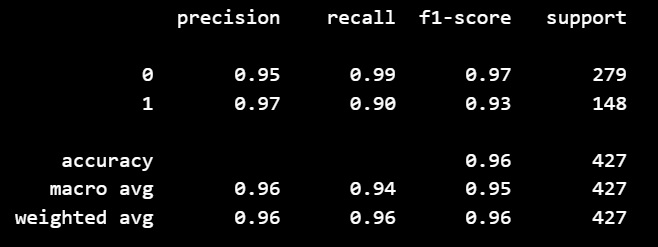 precision recall f1-score support
0 0.95 0.99 0.97 279
1 0.97 0.90 0.93 148
accuracy 0.96 427
macro avg 0.96 0.94 0.95 427
weighted avg 0.96 0.96 0.96 427